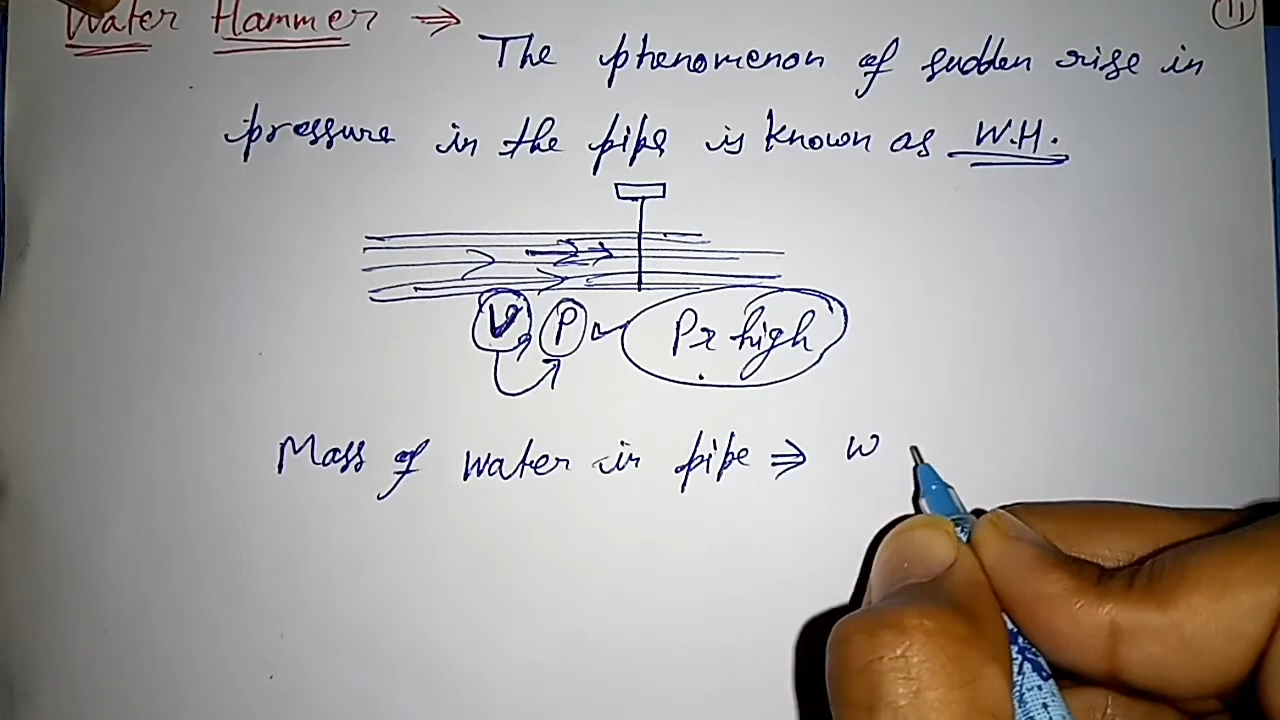 Water Hammer ⇒ 11
The phenomenon of sudden rise in
pressure in the pipe is known as W.H.
V P Pr high
Mass of water in pipe ⇒ w